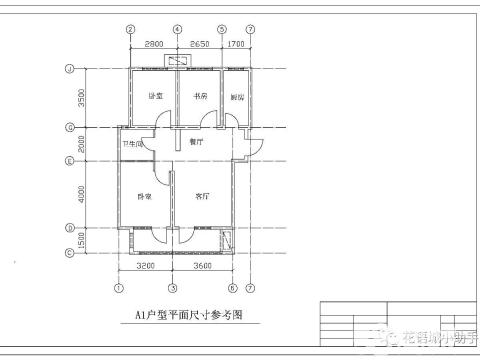 2 4 5 7
2800 2650 1700
J
3500
卧室 书房 厨房
G
2000
卫生间 餐厅
E
4000
卧室 客厅
D
1500
C
3200 3600
1 3 6 7
A1户型平面尺寸参考图
花语城小助手